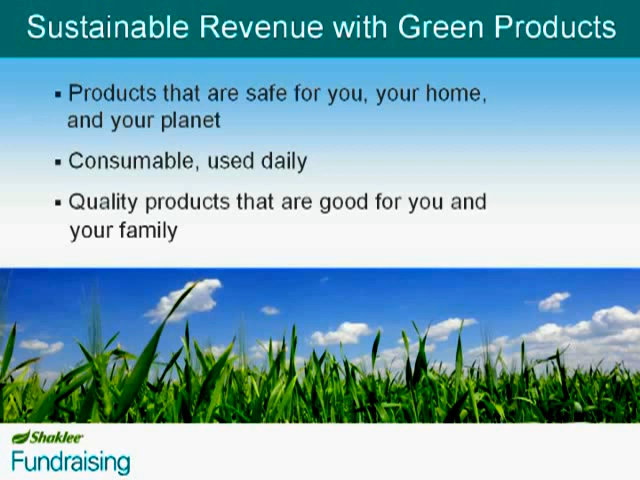 Sustainable Revenue with Green Products
▪ Products that are safe for you, your home,
and your planet
▪ Consumable, used daily
▪ Quality products that are good for you and
your family
Shaklee
Fundraising